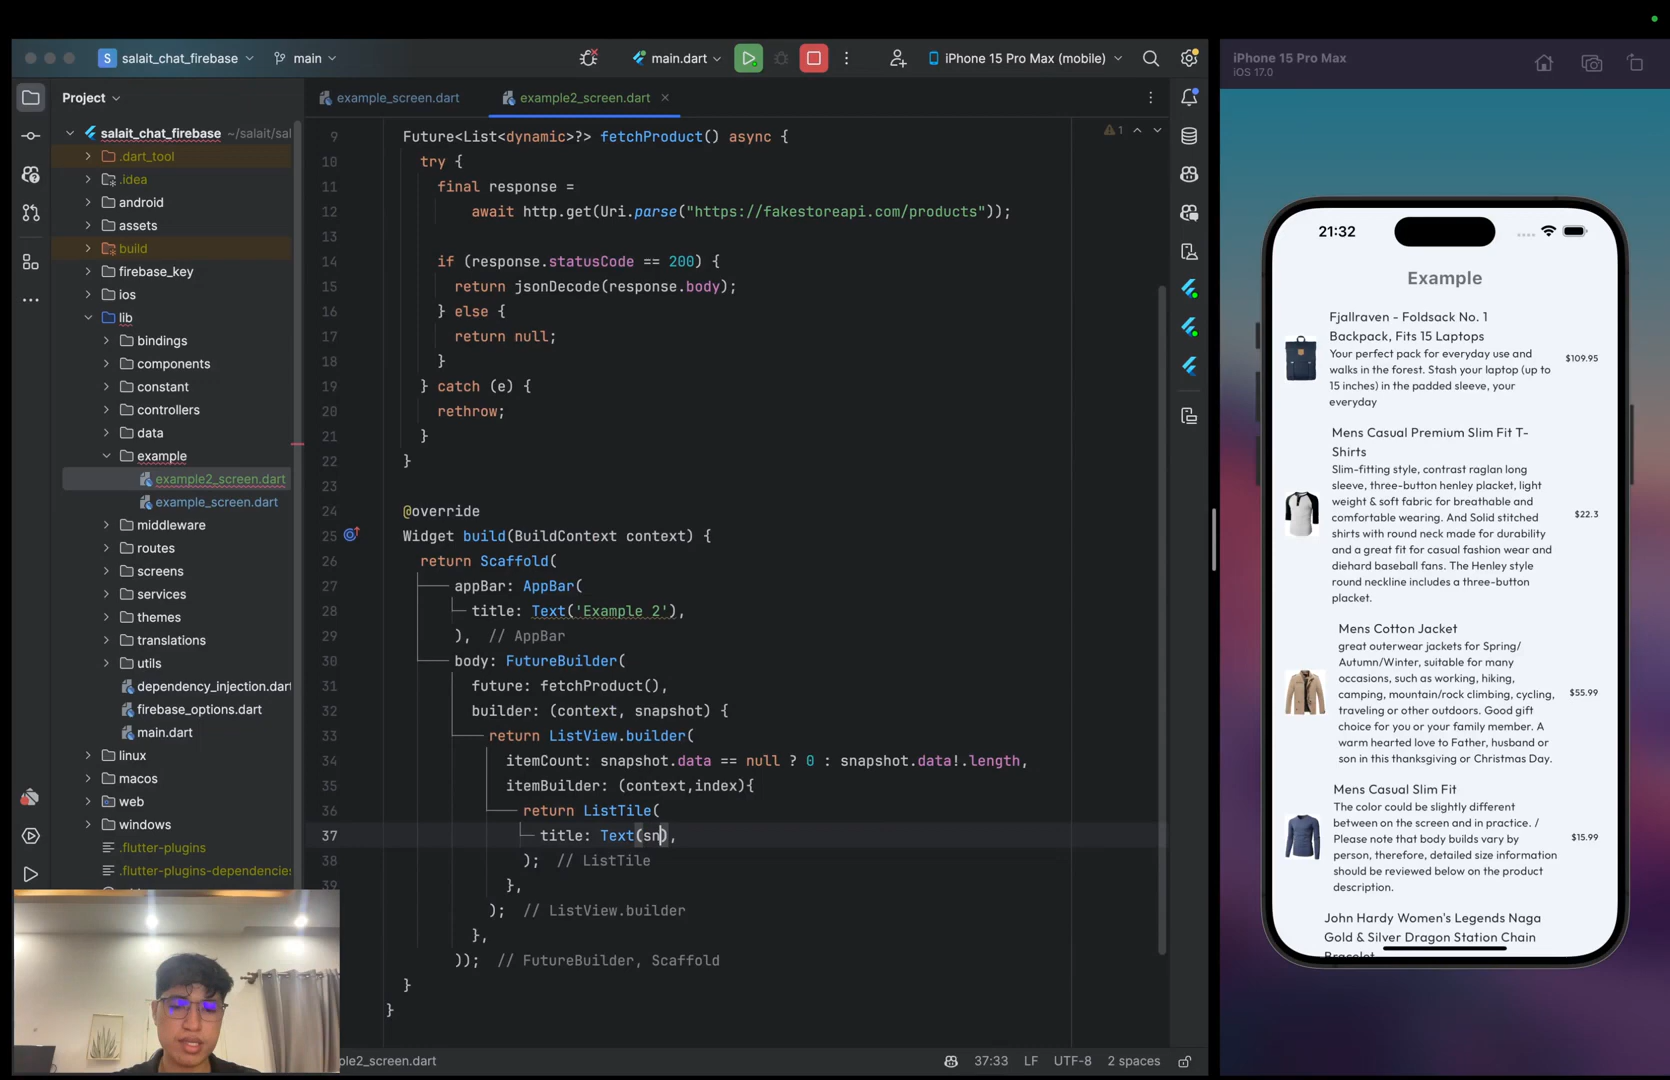 iPhone 15 Pro Max
iOS 17.0
S salait_chat_firebase
main
main.dart
iPhone 15 Pro Max (mobile)
Project
example_screen.dart
example2_screen.dart
salait_chat_firebase ~/salait/sal
.dart_tool
.idea
android
assets
build
firebase_key
ios
lib
bindings
components
constant
controllers
data
example
example2_screen.dart
example_screen.dart
middleware
routes
screens
services
themes
translations
utils
dependency_injection.dart
firebase_options.dart
main.dart
linux
macos
web
windows
.flutter-plugins
.flutter-plugins-dependencies
1
9 Future<List<dynamic>?> fetchProduct() async {
10 try {
11 final response =
12 await http.get(Uri.parse("https://fakestoreapi.com/products"));
13
14 if (response.statusCode == 200) {
15 return jsonDecode(response.body);
16 } else {
17 return null;
18 }
19 } catch (e) {
20 rethrow;
21 }
22 }
23
24 @override
25 Widget build(BuildContext context) {
26 return Scaffold(
27 appBar: AppBar(
28 title: Text('Example 2'),
29 ), // AppBar
30 body: FutureBuilder(
31 future: fetchProduct(),
32 builder: (context, snapshot) {
33 return ListView.builder(
34 itemCount: snapshot.data == null ? 0 : snapshot.data!.length,
35 itemBuilder: (context,index){
36 return ListTile(
37 title: Text(sn),
38 ); // ListTile
39 },
); // ListView.builder
},
)); // FutureBuilder, Scaffold
}
}
ple2_screen.dart
37:33 LF UTF-8 2 spaces
21:32
Example
Fjallraven - Foldsack No. 1
Backpack, Fits 15 Laptops
Your perfect pack for everyday use and
walks in the forest. Stash your laptop (up to
15 inches) in the padded sleeve, your
everyday
$109.95
Mens Casual Premium Slim Fit T-
Shirts
Slim-fitting style, contrast raglan long
sleeve, three-button henley placket, light
weight & soft fabric for breathable and
comfortable wearing. And Solid stitched
shirts with round neck made for durability
and a great fit for casual fashion wear and
diehard baseball fans. The Henley style
round neckline includes a three-button
placket.
$22.3
Mens Cotton Jacket
great outerwear jackets for Spring/
Autumn/Winter, suitable for many
occasions, such as working, hiking,
camping, mountain/rock climbing, cycling,
traveling or other outdoors. Good gift
choice for you or your family member. A
warm hearted love to Father, husband or
son in this thanksgiving or Christmas Day.
$55.99
Mens Casual Slim Fit
The color could be slightly different
between on the screen and in practice. /
Please note that body builds vary by
person, therefore, detailed size information
should be reviewed below on the product
description.
$15.99
John Hardy Women's Legends Naga
Gold & Silver Dragon Station Chain
Bracelet